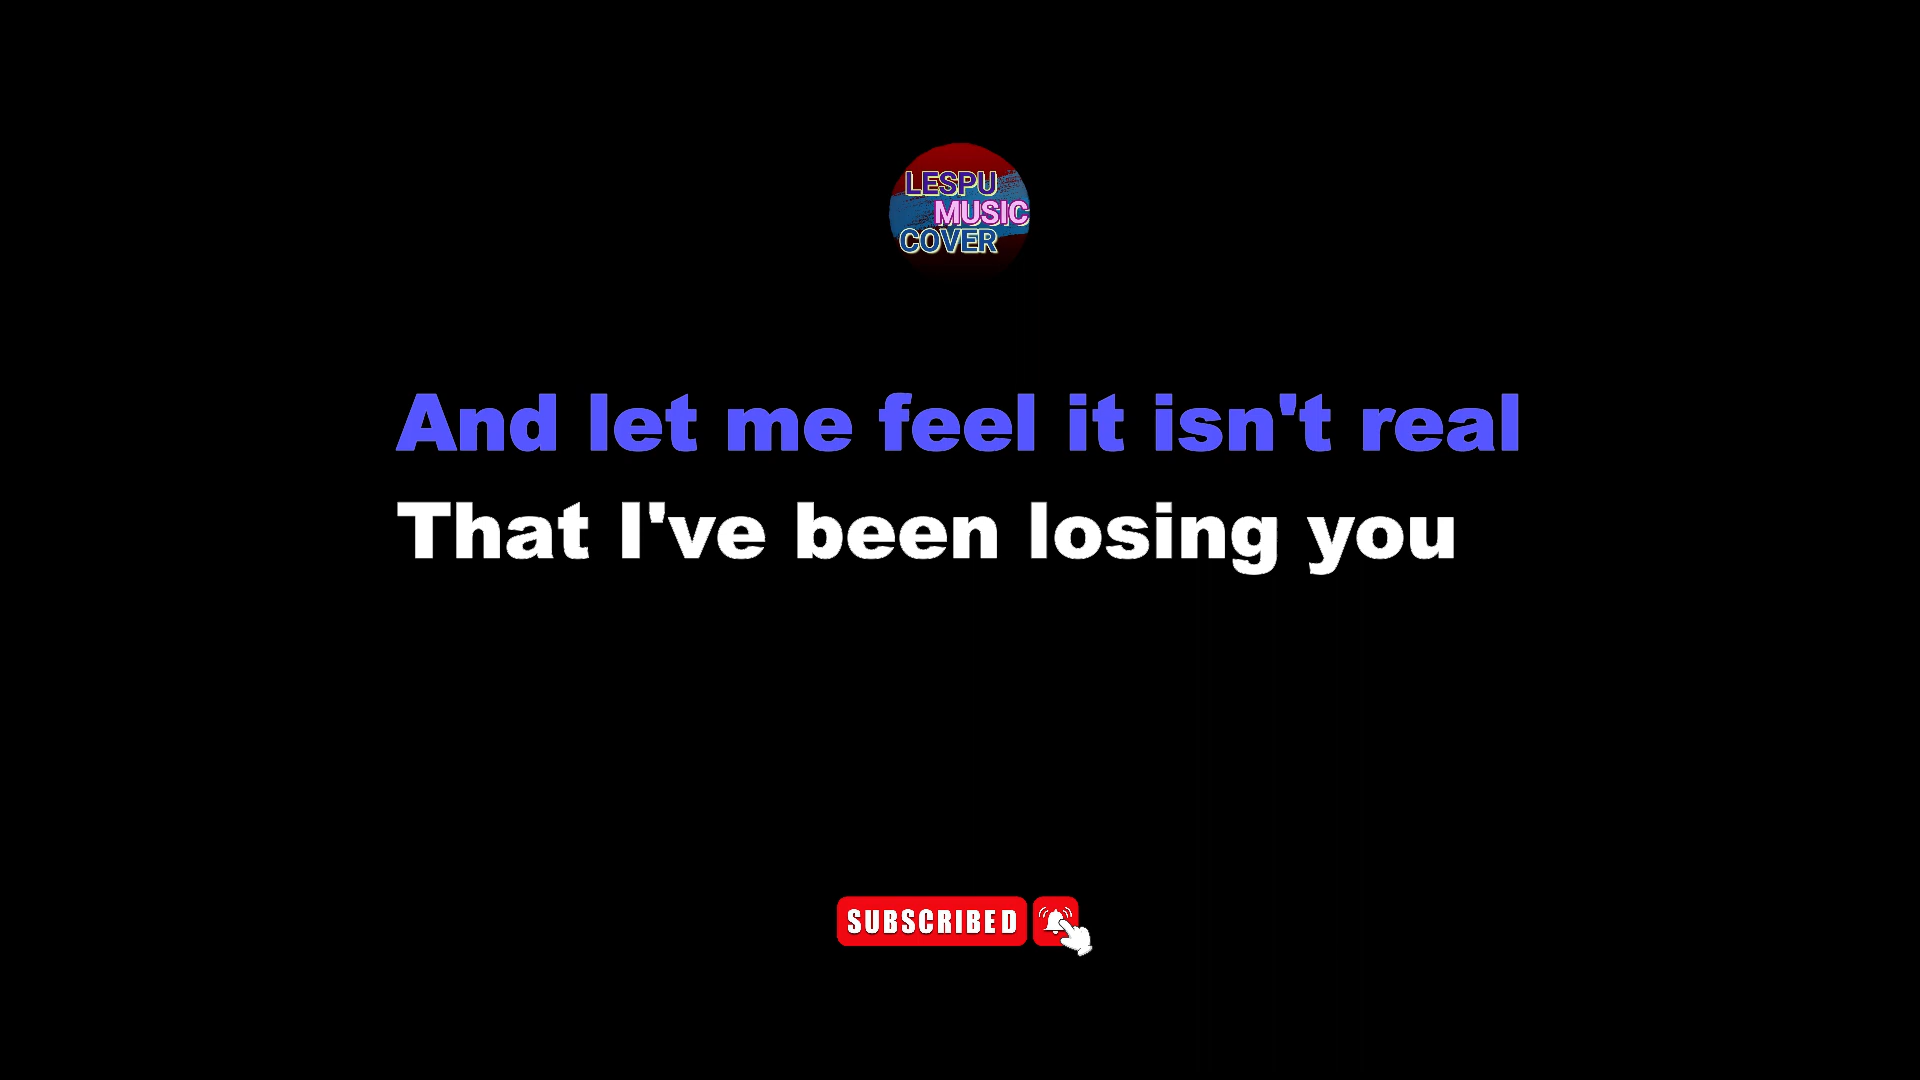 LESPU
MUSIC
COVER
And let me feel it isn't real
That I've been losing you
SUBSCRIBED